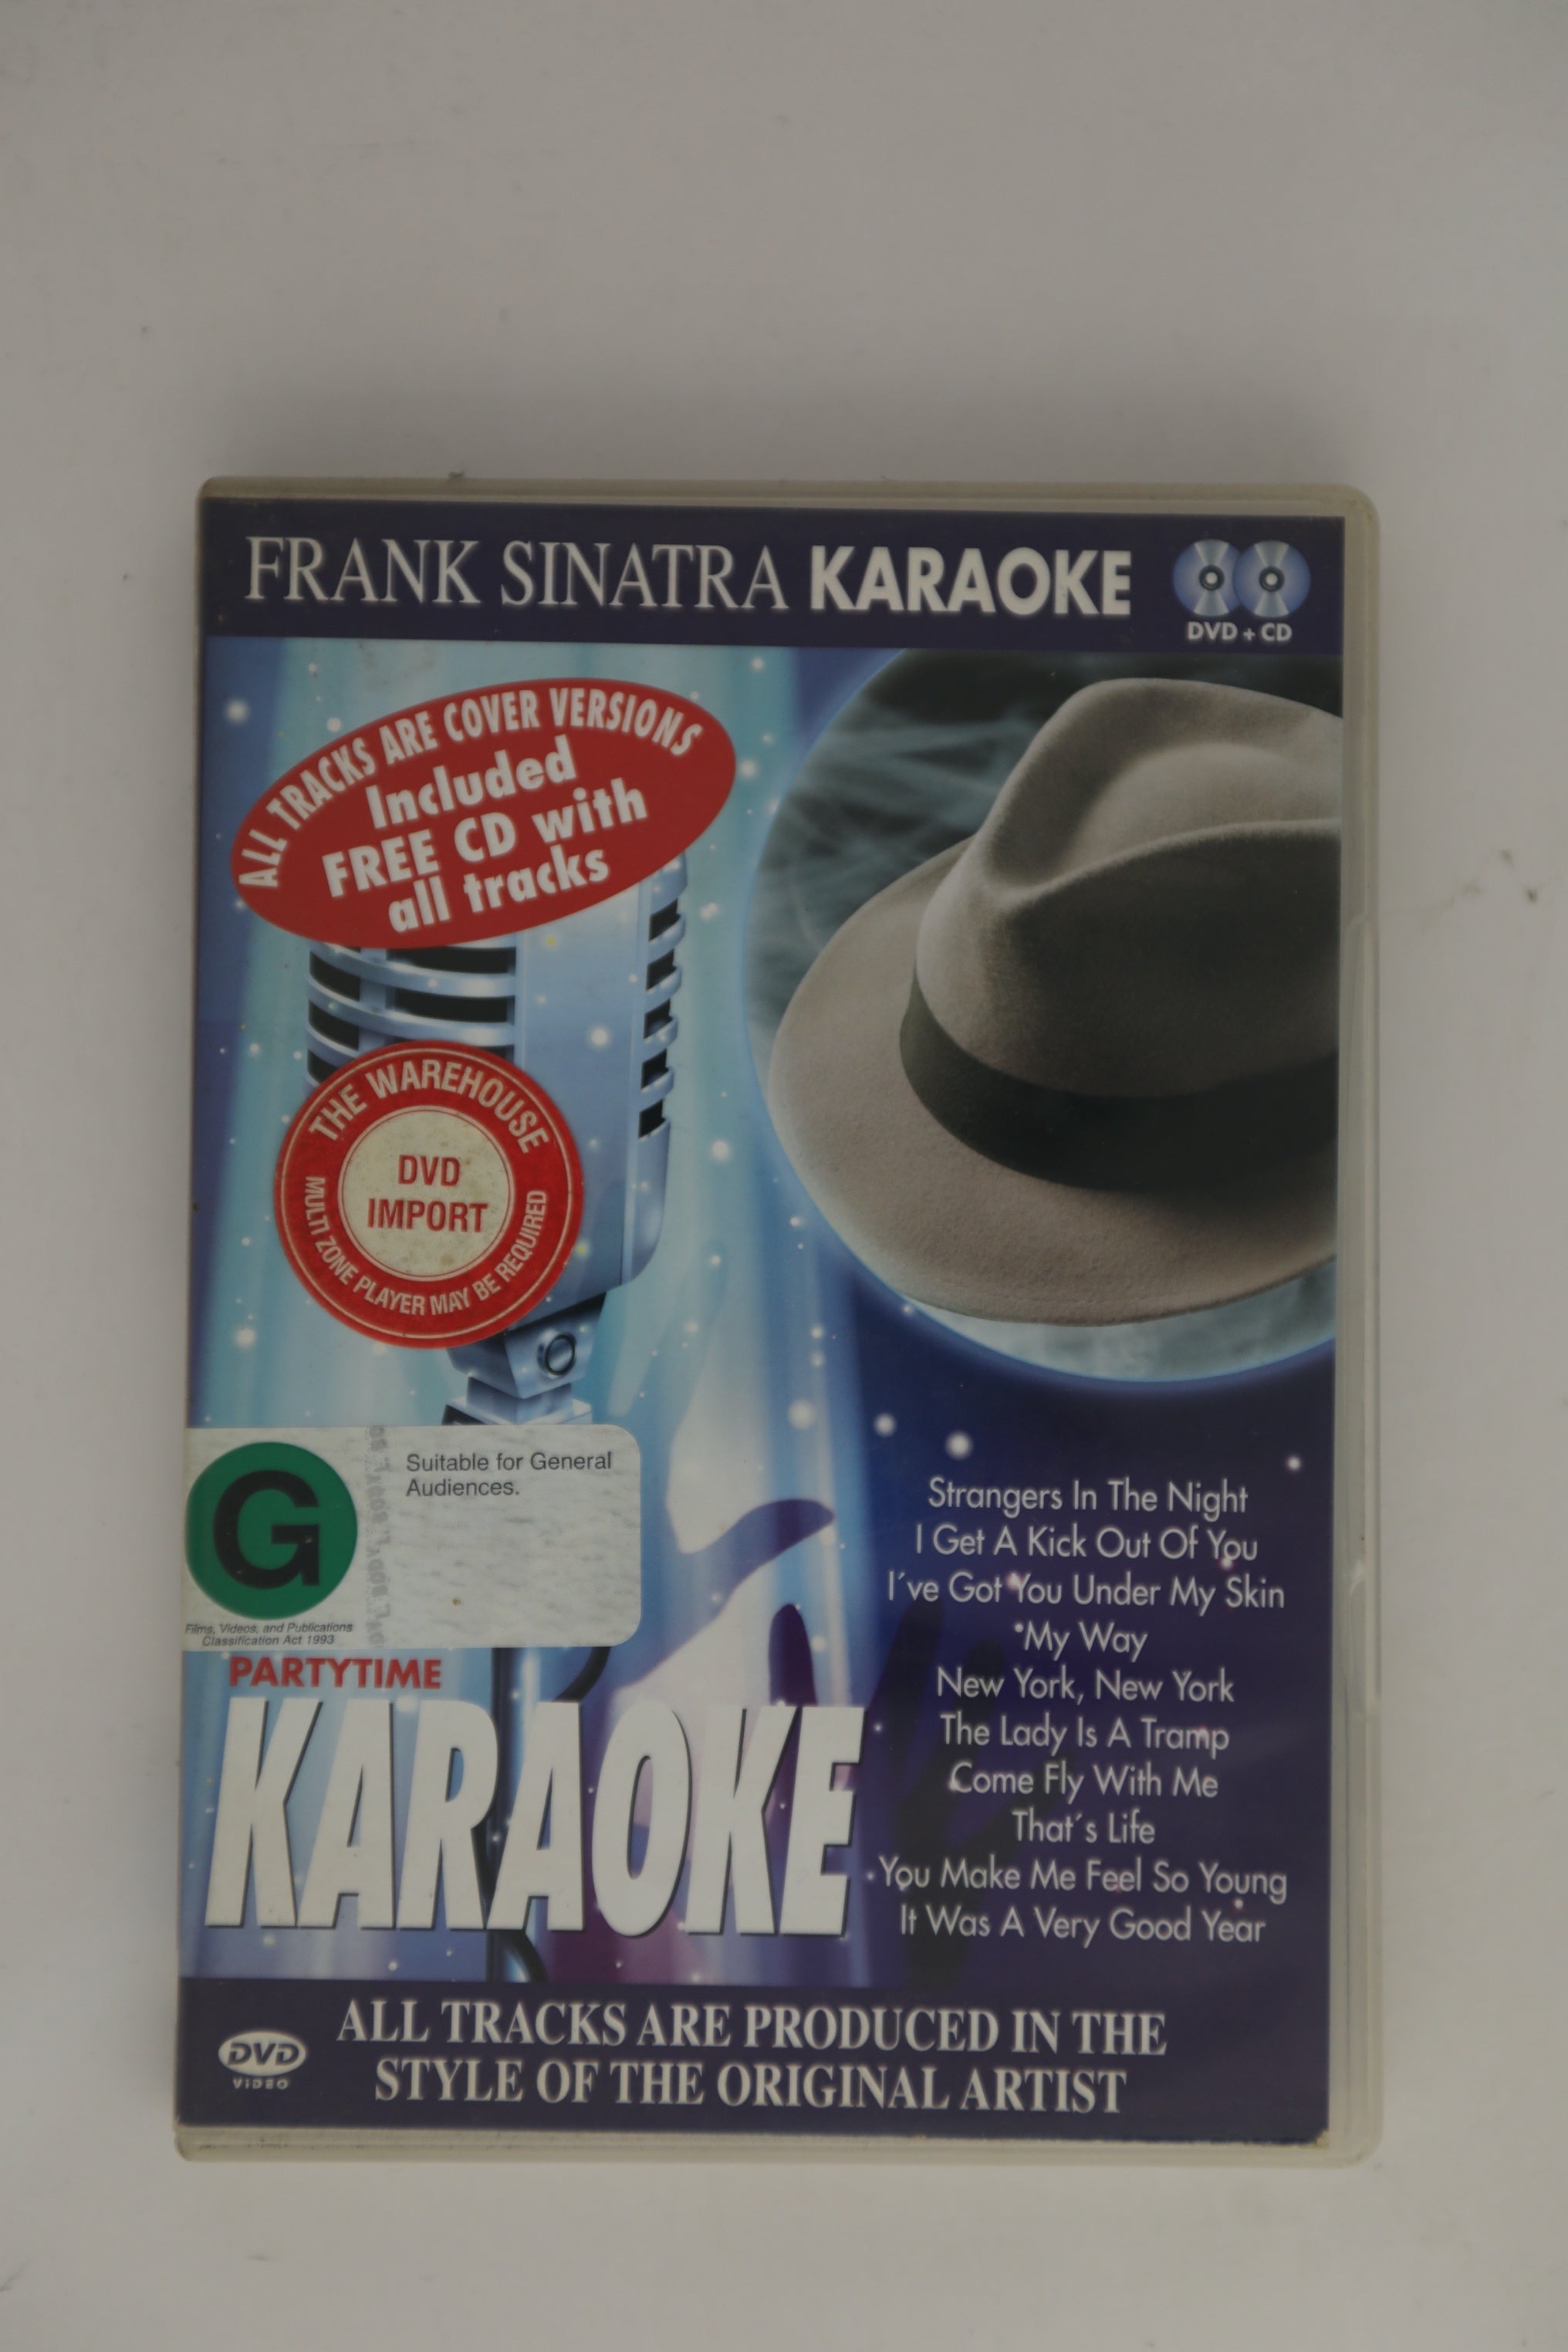 FRANK SINATRA KARAOKE
DVD + CD
ALL TRACKS ARE COVER VERSIONS
Included
FREE CD with
all tracks
THE WAREHOUSE
DVD
IMPORT
MULTI ZONE PLAYER MAY BE REQUIRED
G
Suitable for General
Audiences.
Films, Videos, and Publications
Classification Act 1993
PARTYTIME
KARAOKE
Strangers In The Night
I Get A Kick Out Of You
I´ve Got You Under My Skin
My Way
New York, New York
The Lady Is A Tramp
Come Fly With Me
That´s Life
You Make Me Feel So Young
It Was A Very Good Year
DVD
VIDEO
ALL TRACKS ARE PRODUCED IN THE
STYLE OF THE ORIGINAL ARTIST